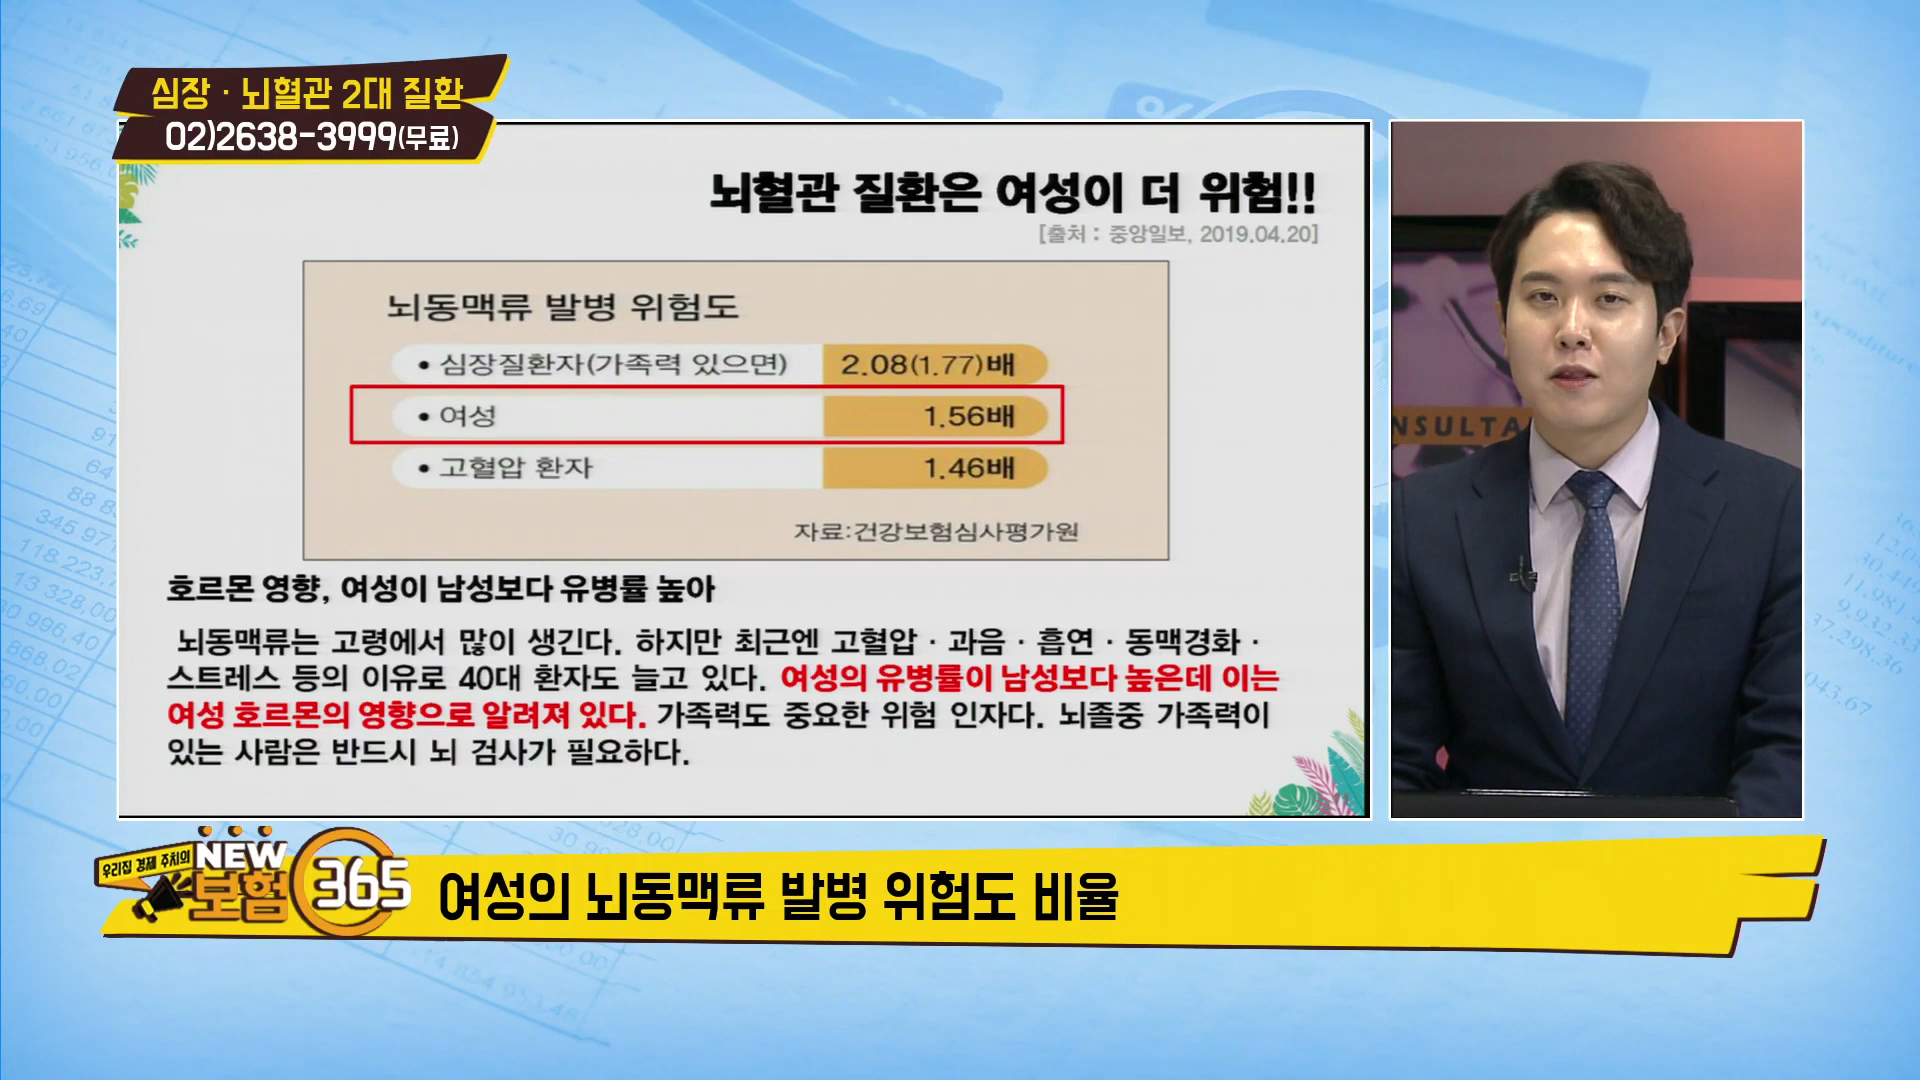 심장 · 뇌혈관 2대 질환
02)2638-3999(무료)
뇌혈관 질환은 여성이 더 위험!!
[출처 : 중앙일보, 2019.04.20]
뇌동맥류 발병 위험도
• 심장질환자(가족력 있으면) 2.08(1.77)배
• 여성 1.56배
• 고혈압 환자 1.46배
자료:건강보험심사평가원
호르몬 영향, 여성이 남성보다 유병률 높아
뇌동맥류는 고령에서 많이 생긴다. 하지만 최근엔 고혈압 · 과음 · 흡연 · 동맥경화 ·
스트레스 등의 이유로 40대 환자도 늘고 있다. 여성의 유병률이 남성보다 높은데 이는
여성 호르몬의 영향으로 알려져 있다. 가족력도 중요한 위험 인자다. 뇌졸중 가족력이
있는 사람은 반드시 뇌 검사가 필요하다.
NSULTA
우리집 경제 주치의
NEW
보험 365
여성의 뇌동맥류 발병 위험도 비율